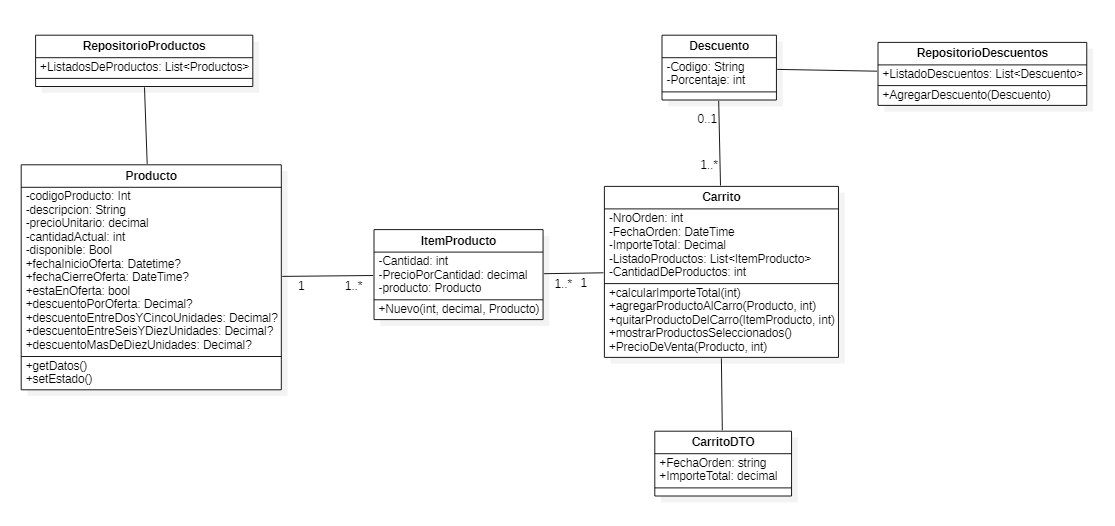 RepositorioProductos
+ListadosDeProductos: List<Productos>
Descuento
-Codigo: String
-Porcentaje: int
RepositorioDescuentos
+ListadoDescuentos: List<Descuento>
+AgregarDescuento(Descuento)
0..1
1..*
Producto
-codigoProducto: Int
-descripcion: String
-precioUnitario: decimal
-cantidadActual: int
-disponible: Bool
+fechaInicioOferta: Datetime?
+fechaCierreOferta: DateTime?
+estaEnOferta: bool
+descuentoPorOferta: Decimal?
+descuentoEntreDosYCincoUnidades: Decimal?
+descuentoEntreSeisYDiezUnidades: Decimal?
+descuentoMasDeDiezUnidades: Decimal?
+getDatos()
+setEstado()
1
1..*
ItemProducto
-Cantidad: int
-PrecioPorCantidad: decimal
-producto: Producto
+Nuevo(int, decimal, Producto)
1..*
1
Carrito
-NroOrden: int
-FechaOrden: DateTime
-ImporteTotal: Decimal
-ListadoProductos: List<ItemProducto>
-CantidadDeProductos: int
+calcularImporteTotal(int)
+agregarProductoAlCarro(Producto, int)
+quitarProductoDelCarro(ItemProducto, int)
+mostrarProductosSeleccionados()
+PrecioDeVenta(Producto, int)
CarritoDTO
+FechaOrden: string
+ImporteTotal: decimal